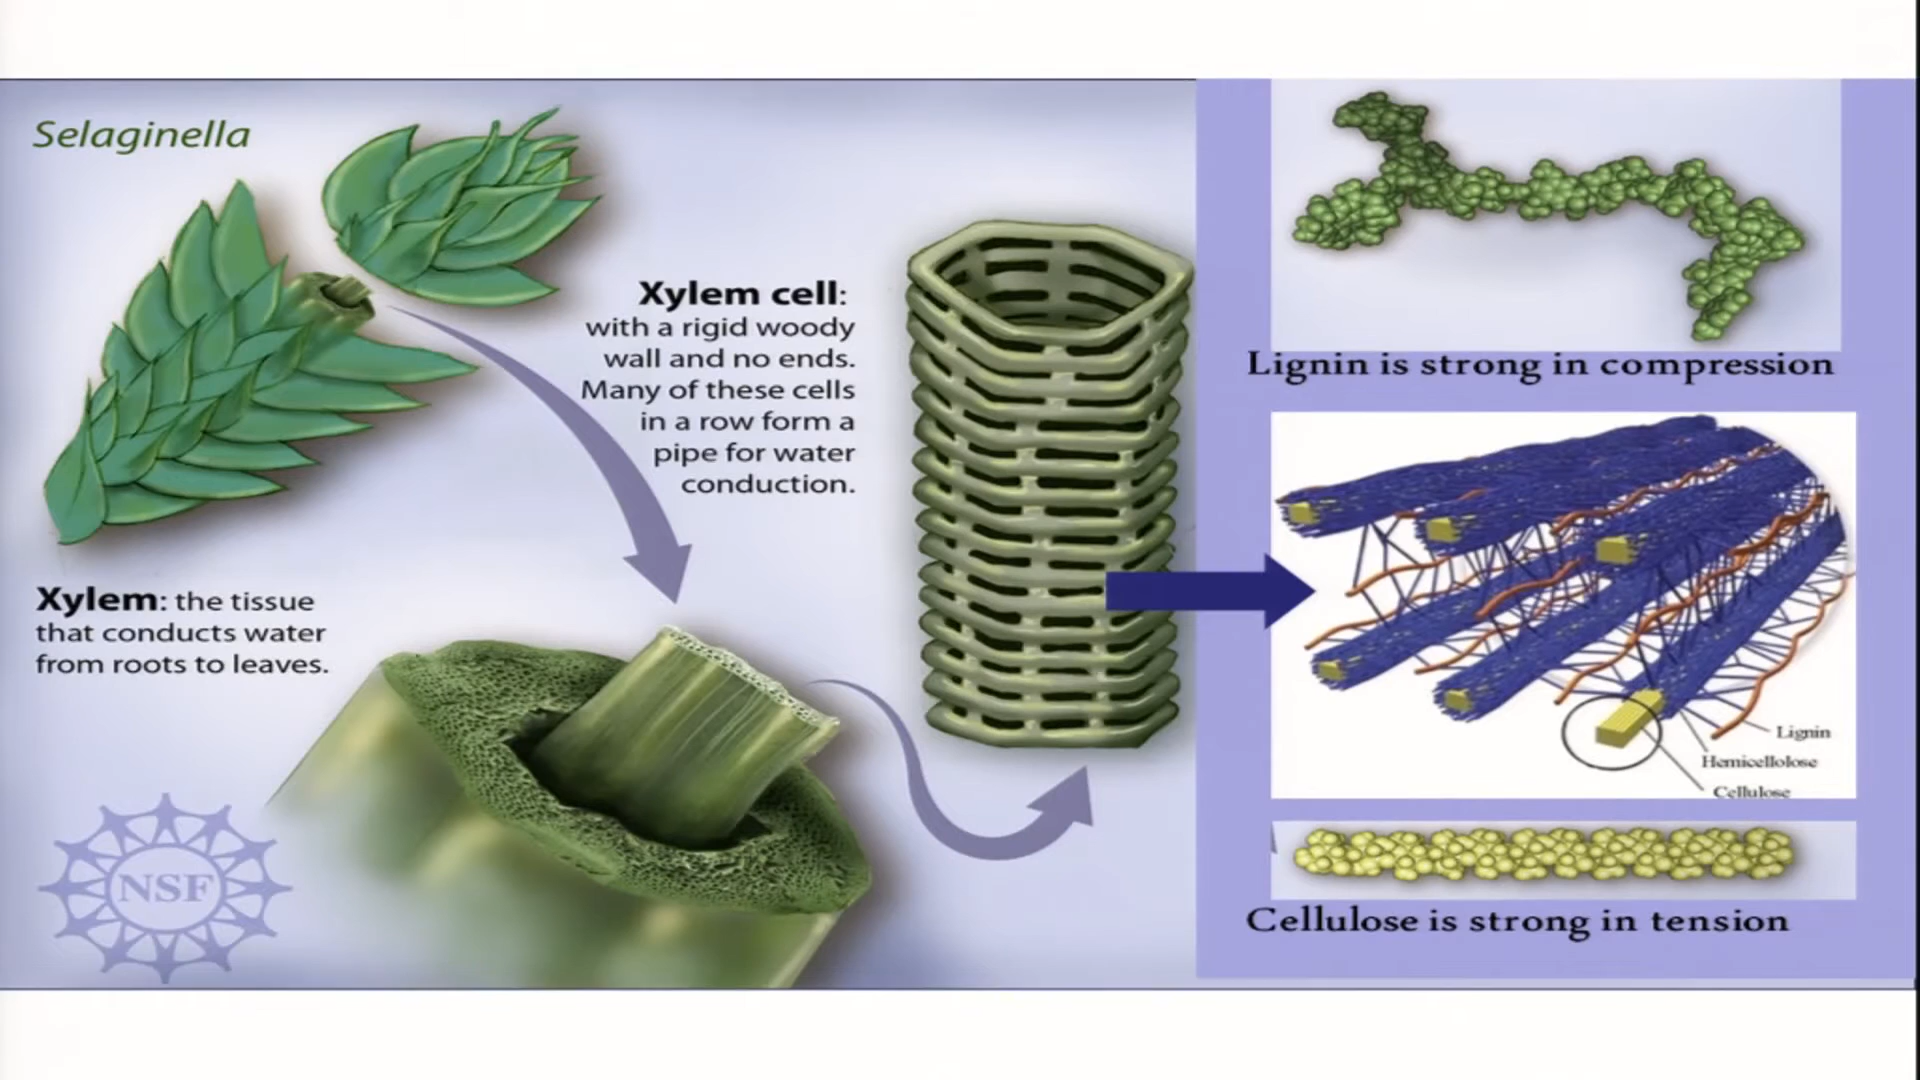 Selaginella
Xylem cell:
with a rigid woody
wall and no ends.
Many of these cells
in a row form a
pipe for water
conduction.
Xylem: the tissue
that conducts water
from roots to leaves.
NSF
Lignin is strong in compression
Lignin
Hemicellolose
Cellulose
Cellulose is strong in tension